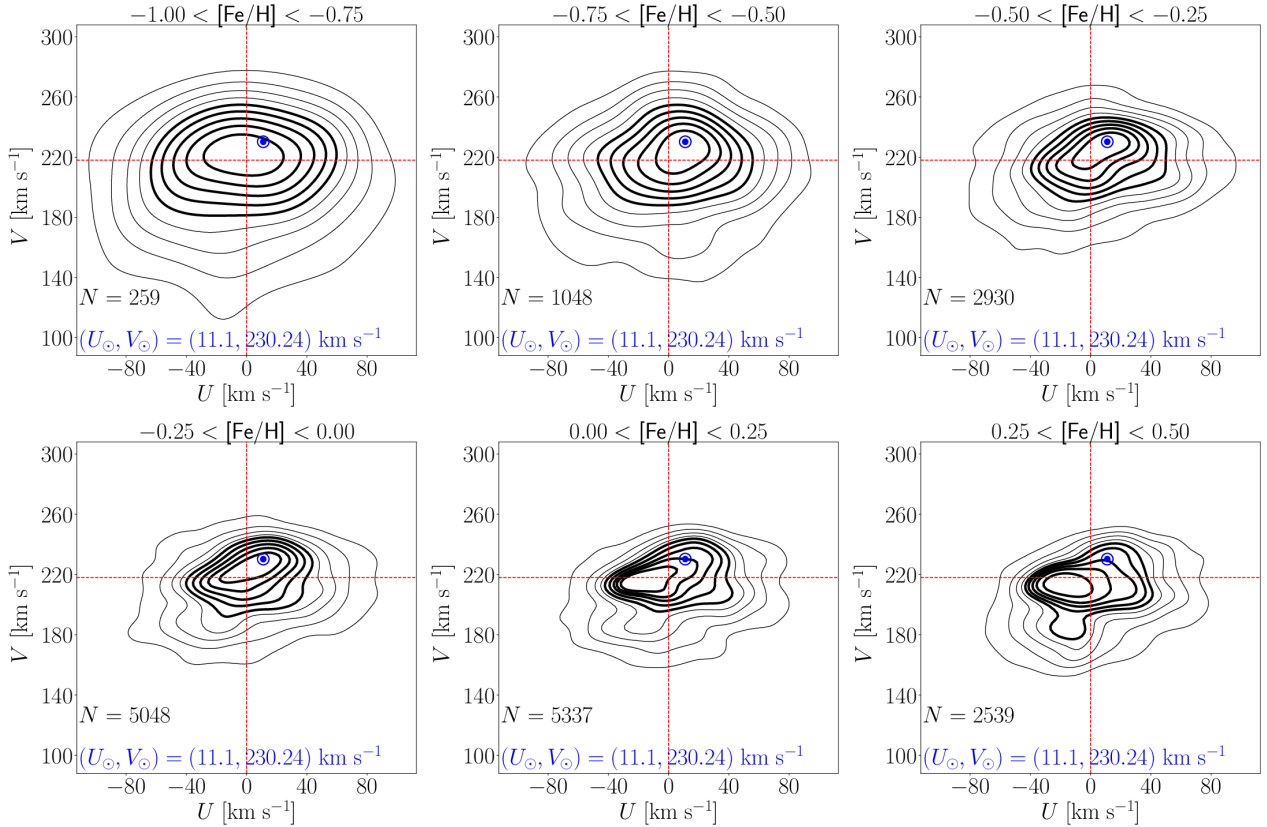 −1.00 < [Fe/H] < −0.75
−0.75 < [Fe/H] < −0.50
−0.50 < [Fe/H] < −0.25
300
260
220
180
140
100
V [km s⁻¹]
N = 259
(U☉, V☉) = (11.1, 230.24) km s⁻¹
−80 −40 0 40 80
U [km s⁻¹]
300
260
220
180
140
100
V [km s⁻¹]
N = 1048
(U☉, V☉) = (11.1, 230.24) km s⁻¹
−80 −40 0 40 80
U [km s⁻¹]
300
260
220
180
140
100
V [km s⁻¹]
N = 2930
(U☉, V☉) = (11.1, 230.24) km s⁻¹
−80 −40 0 40 80
U [km s⁻¹]
−0.25 < [Fe/H] < 0.00
0.00 < [Fe/H] < 0.25
0.25 < [Fe/H] < 0.50
300
260
220
180
140
100
V [km s⁻¹]
N = 5048
(U☉, V☉) = (11.1, 230.24) km s⁻¹
−80 −40 0 40 80
U [km s⁻¹]
300
260
220
180
140
100
V [km s⁻¹]
N = 5337
(U☉, V☉) = (11.1, 230.24) km s⁻¹
−80 −40 0 40 80
U [km s⁻¹]
300
260
220
180
140
100
V [km s⁻¹]
N = 2539
(U☉, V☉) = (11.1, 230.24) km s⁻¹
−80 −40 0 40 80
U [km s⁻¹]